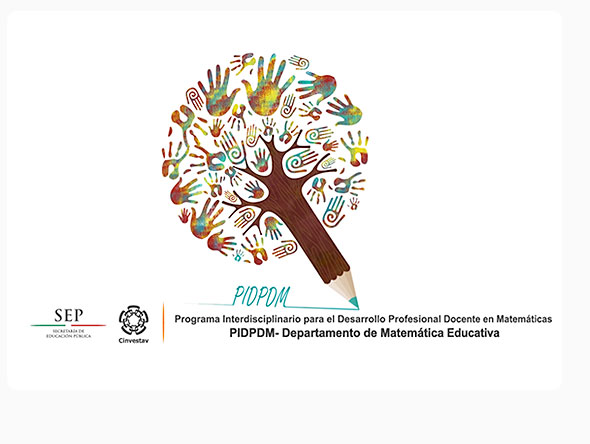 PIDPDM
Programa Interdisciplinario para el Desarrollo Profesional Docente en Matemáticas
PIDPDM- Departamento de Matemática Educativa
SEP
SECRETARÍA DE
EDUCACIÓN PÚBLICA
Cinvestav